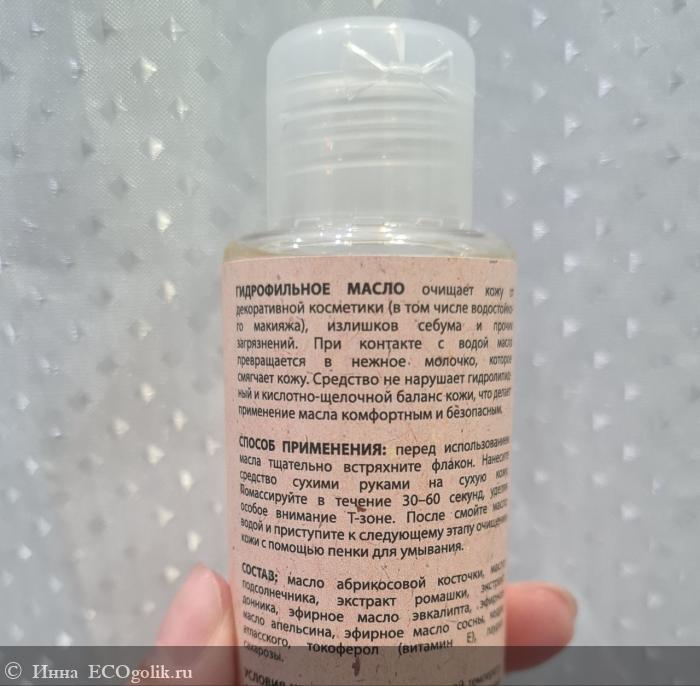 ГИДРОФИЛЬНОЕ МАСЛО очищает кожу от
декоративной косметики (в том числе водостойко-
го макияжа), излишков себума и прочих
загрязнений. При контакте с водой масло
превращается в нежное молочко, которое
смягчает кожу. Средство не нарушает гидролипид-
ный и кислотно-щелочной баланс кожи, что делает
применение масла комфортным и безопасным.
СПОСОБ ПРИМЕНЕНИЯ: перед использованием
масла тщательно встряхните флакон. Нанесите
средство сухими руками на сухую кожу.
Помассируйте в течение 30–60 секунд, уделяя
особое внимание Т-зоне. После смойте масло
водой и приступите к следующему этапу очищения
кожи с помощью пенки для умывания.
СОСТАВ: масло абрикосовой косточки, масло
подсолнечника, экстракт ромашки, экстракт
донника, эфирное масло эвкалипта, эфирное
масло апельсина, эфирное масло сосны, кедра
атласского, токоферол (витамин Е),
сахарозы.
© Инна ECOgolik.ru